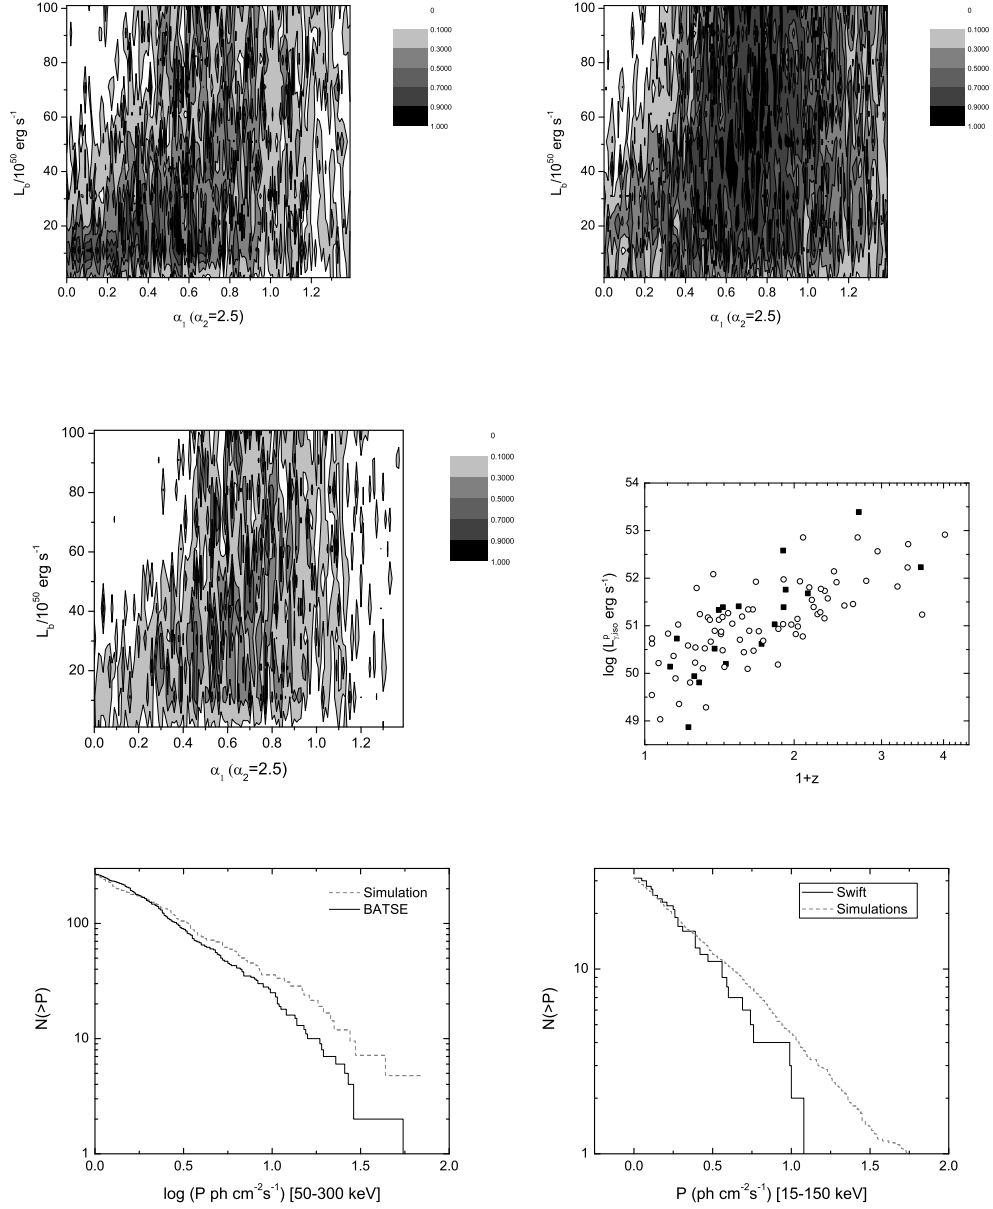 100
80
60
40
20
0.0 0.2 0.4 0.6 0.8 1.0 1.2
L_b/10^50 erg s^-1
α_1 (α_2=2.5)
0
0.1000
0.3000
0.5000
0.7000
0.9000
1.000
100
80
60
40
20
0.0 0.2 0.4 0.6 0.8 1.0 1.2
L_b/10^50 erg s^-1
α_1 (α_2=2.5)
0
0.1000
0.3000
0.5000
0.7000
0.9000
1.000
100
80
60
40
20
0.0 0.2 0.4 0.6 0.8 1.0 1.2
L_b/10^50 erg s^-1
α_1 (α_2=2.5)
0
0.1000
0.3000
0.5000
0.7000
0.9000
1.000
54
53
52
51
50
49
1 2 3 4
log (L^p_γ,iso erg s^-1)
1+z
100
10
1
0.0 0.5 1.0 1.5 2.0
N(>P)
log (P ph cm^-2 s^-1) [50-300 keV]
Simulation
BATSE
10
1
0.0 0.5 1.0 1.5 2.0
N(>P)
P (ph cm^-2 s^-1) [15-150 keV]
Swift
Simulations